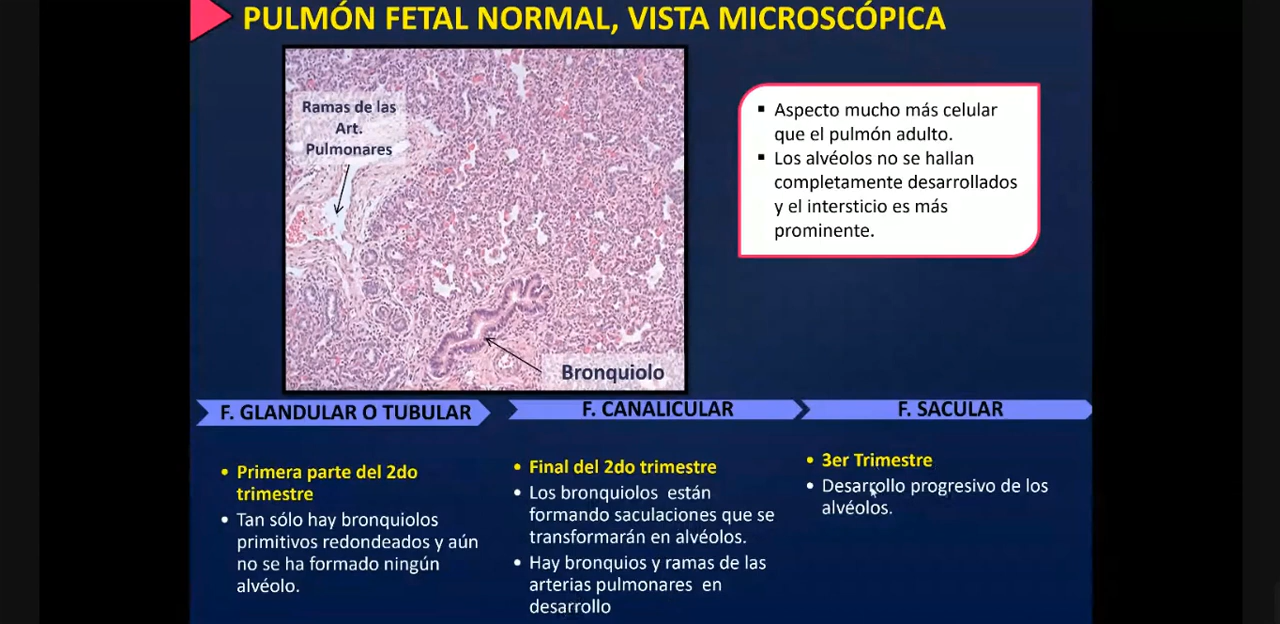 PULMÓN FETAL NORMAL, VISTA MICROSCÓPICA
Ramas de las
Art.
Pulmonares
Bronquiolo
▪ Aspecto mucho más celular
que el pulmón adulto.
▪ Los alvéolos no se hallan
completamente desarrollados
y el intersticio es más
prominente.
F. GLANDULAR O TUBULAR
• Primera parte del 2do
trimestre
• Tan sólo hay bronquiolos
primitivos redondeados y aún
no se ha formado ningún
alvéolo.
F. CANALICULAR
• Final del 2do trimestre
• Los bronquiolos están
formando saculaciones que se
transformarán en alvéolos.
• Hay bronquios y ramas de las
arterias pulmonares en
desarrollo
F. SACULAR
• 3er Trimestre
• Desarrollo progresivo de los
alvéolos.